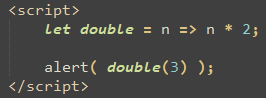 <script>
let double = n => n * 2;
alert( double(3) );
</script>